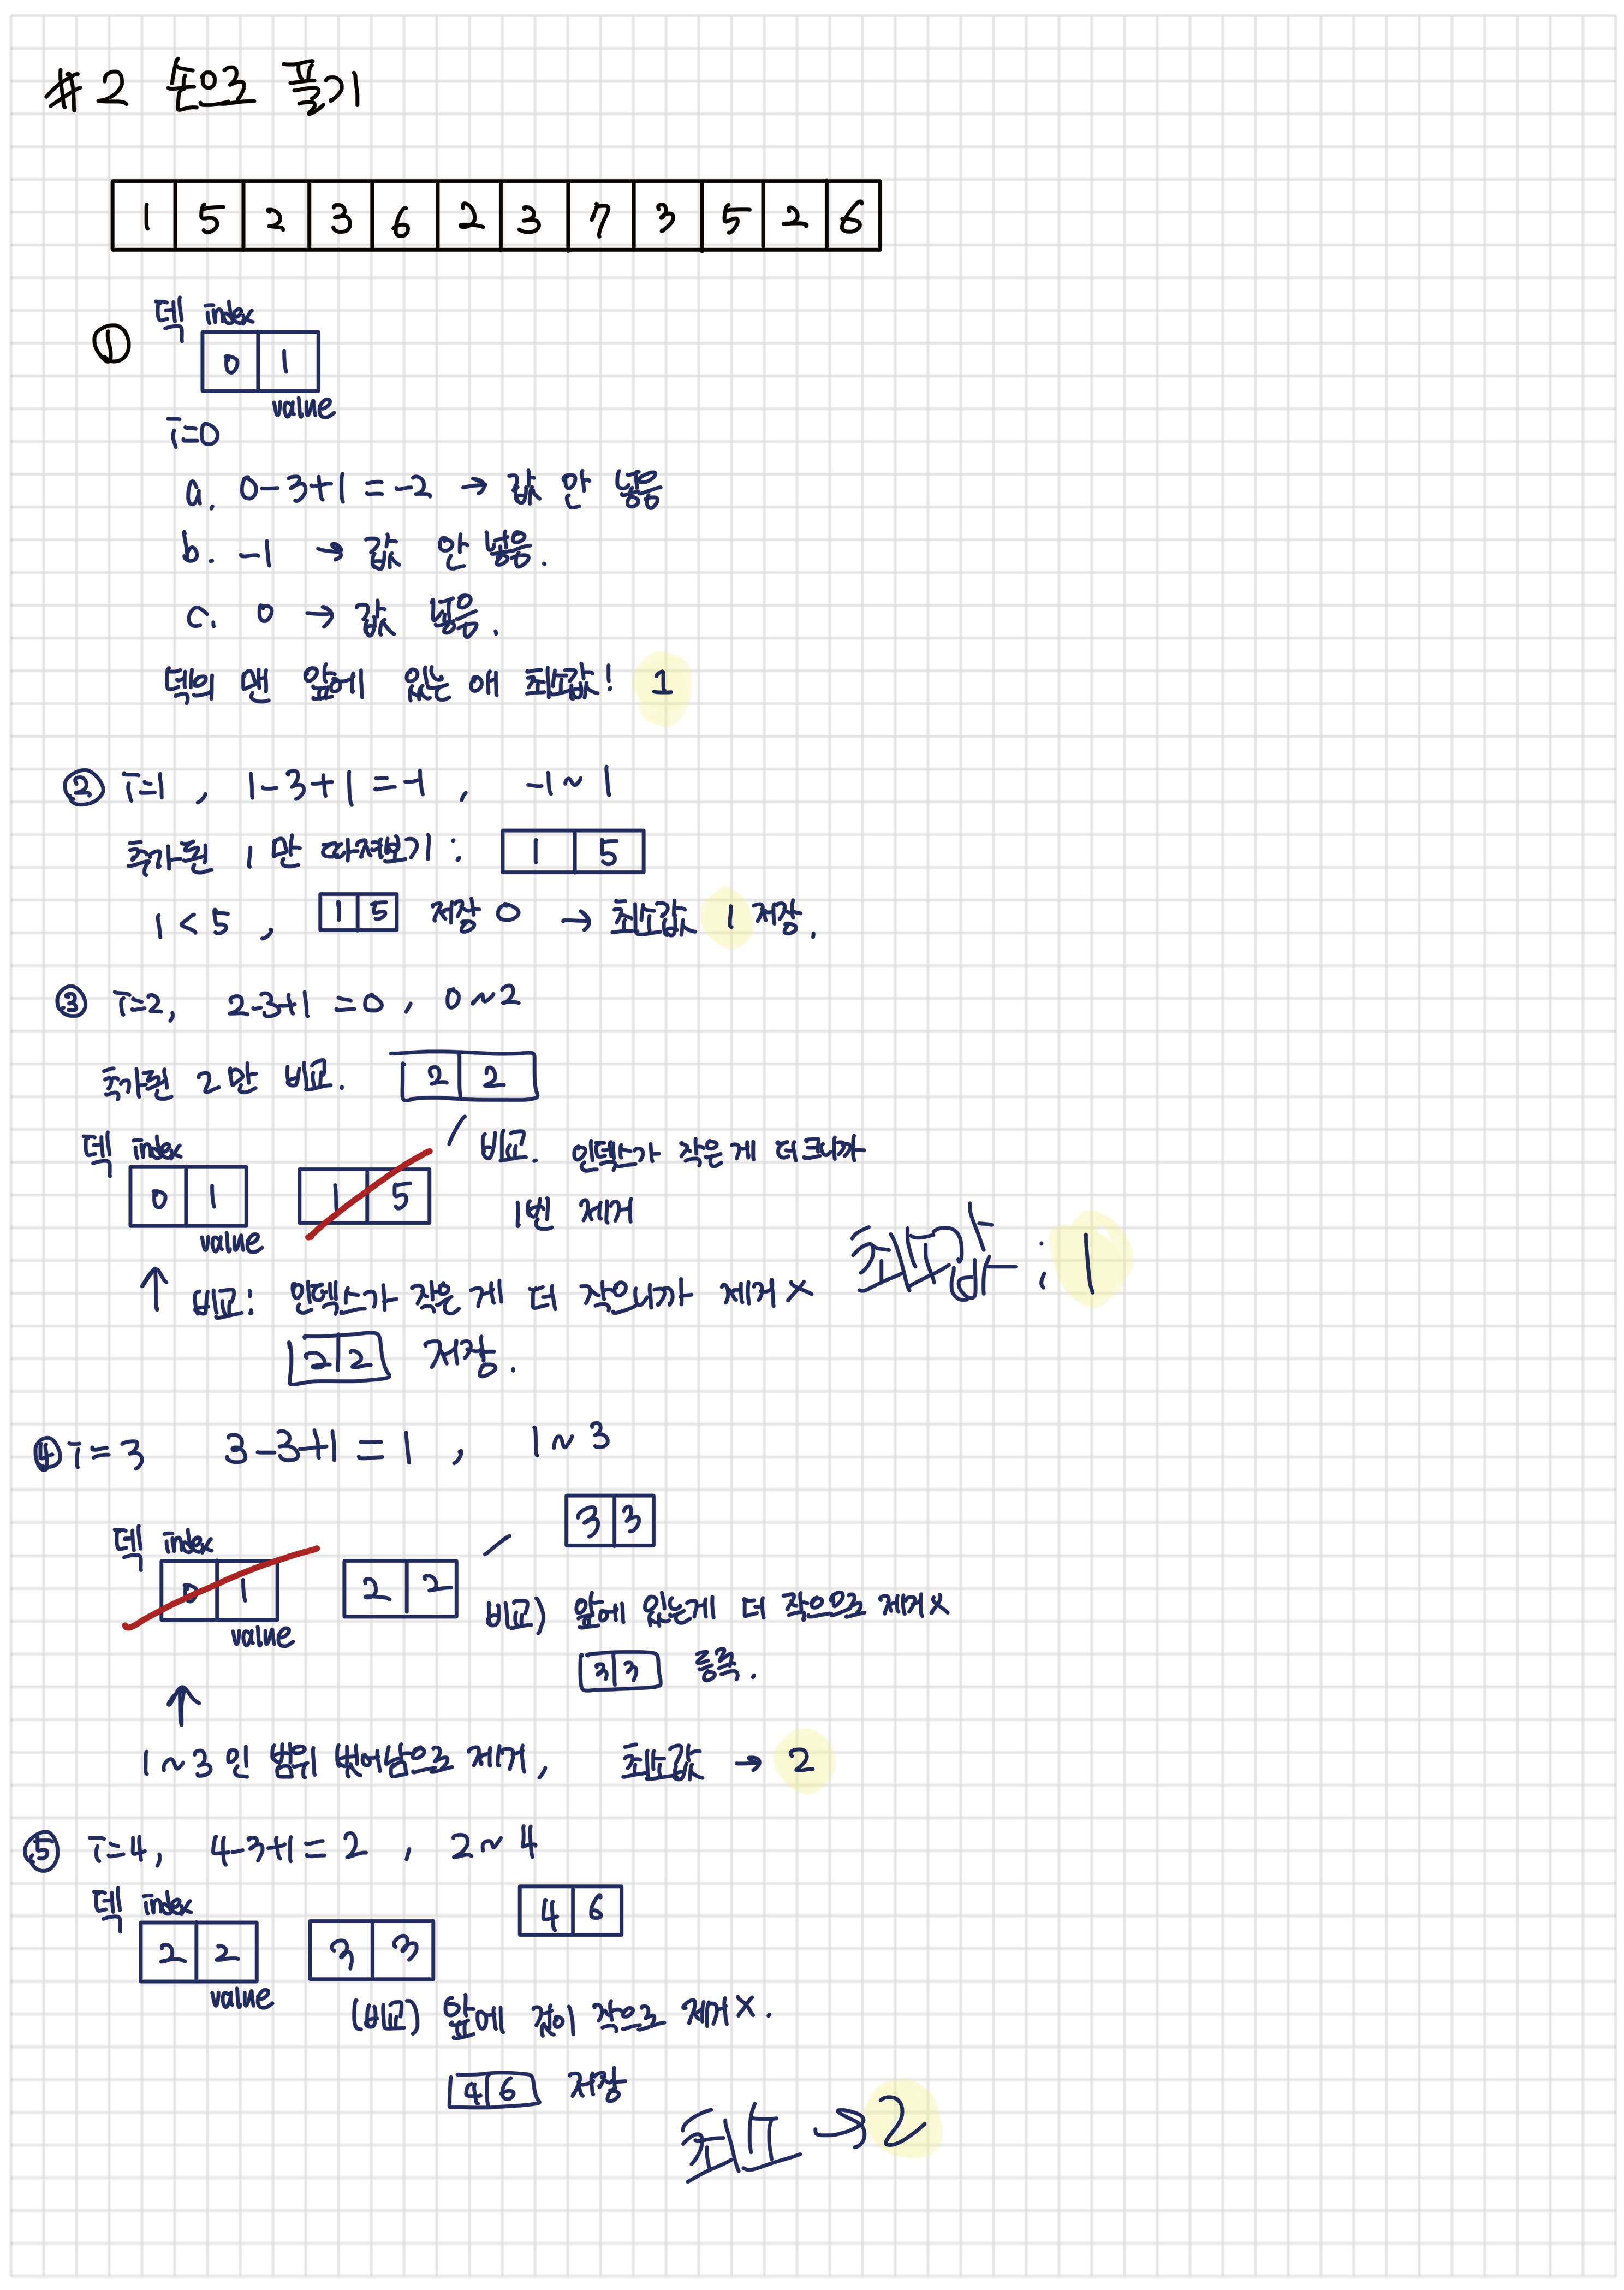 #2 손으로 풀기
1 5 2 3 6 2 3 7 3 5 2 6
① 덱 index
0 1
value
i=0
a. 0-3+1=-2 → 값 안 넣음
b. -1 → 값 안 넣음.
c. 0 → 값 넣음.
덱의 맨 앞에 있는 애 최소값! 1
② i=1, 1-3+1=-1, -1~1
추가된 1만 따져보기: 1 5
1<5, 1 5 저장 O → 최소값 1 저장.
③ i=2, 2-3+1=0, 0~2
추가된 2만 비교. 2 2
덱 index
0 1 1 5
value
비교. 인덱스가 작은 게 더 크니까
1번 제거
↑ 비교! 인덱스가 작은 게 더 작으니까 제거 x
2 2 저장.
최소값: 1
④ i=3 3-3+1=1, 1~3
3 3
덱 index
0 1 2 2
value
비교) 앞에 있는게 더 작으므로 제거x
3 3 등록.
↑
1~3인 범위 벗어남으로 제거, 최소값 → 2
⑤ i=4, 4-3+1=2, 2~4
덱 index
4 6
2 2 3 3
value
(비교) 앞에 것이 작으로 제거X.
4 6 저장
최소 → 2